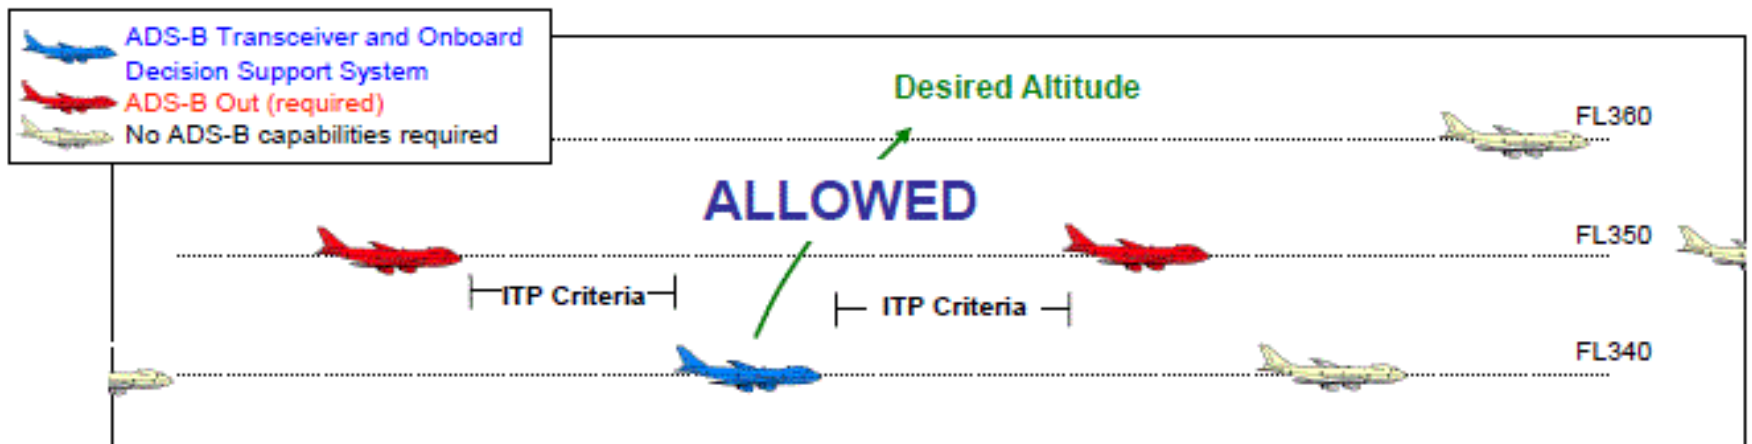 ADS-B Transceiver and Onboard
Decision Support System
ADS-B Out (required)
No ADS-B capabilities required
Desired Altitude
FL360
ALLOWED
FL350
ITP Criteria
ITP Criteria
FL340